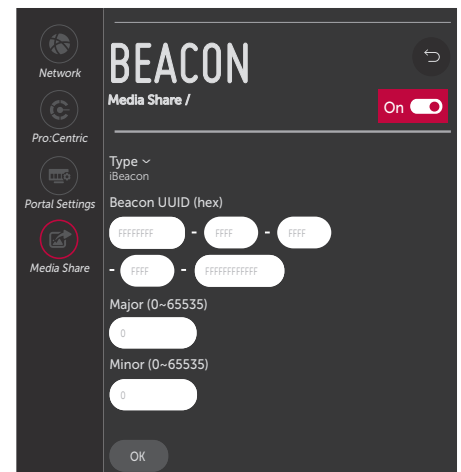 BEACON
Media Share /
On
Network
Pro:Centric
Portal Settings
Media Share
Type
iBeacon
Beacon UUID (hex)
FFFFFFFF - FFFF - FFFF
- FFFF - FFFFFFFFFFFF
Major (0~65535)
0
Minor (0~65535)
0
OK